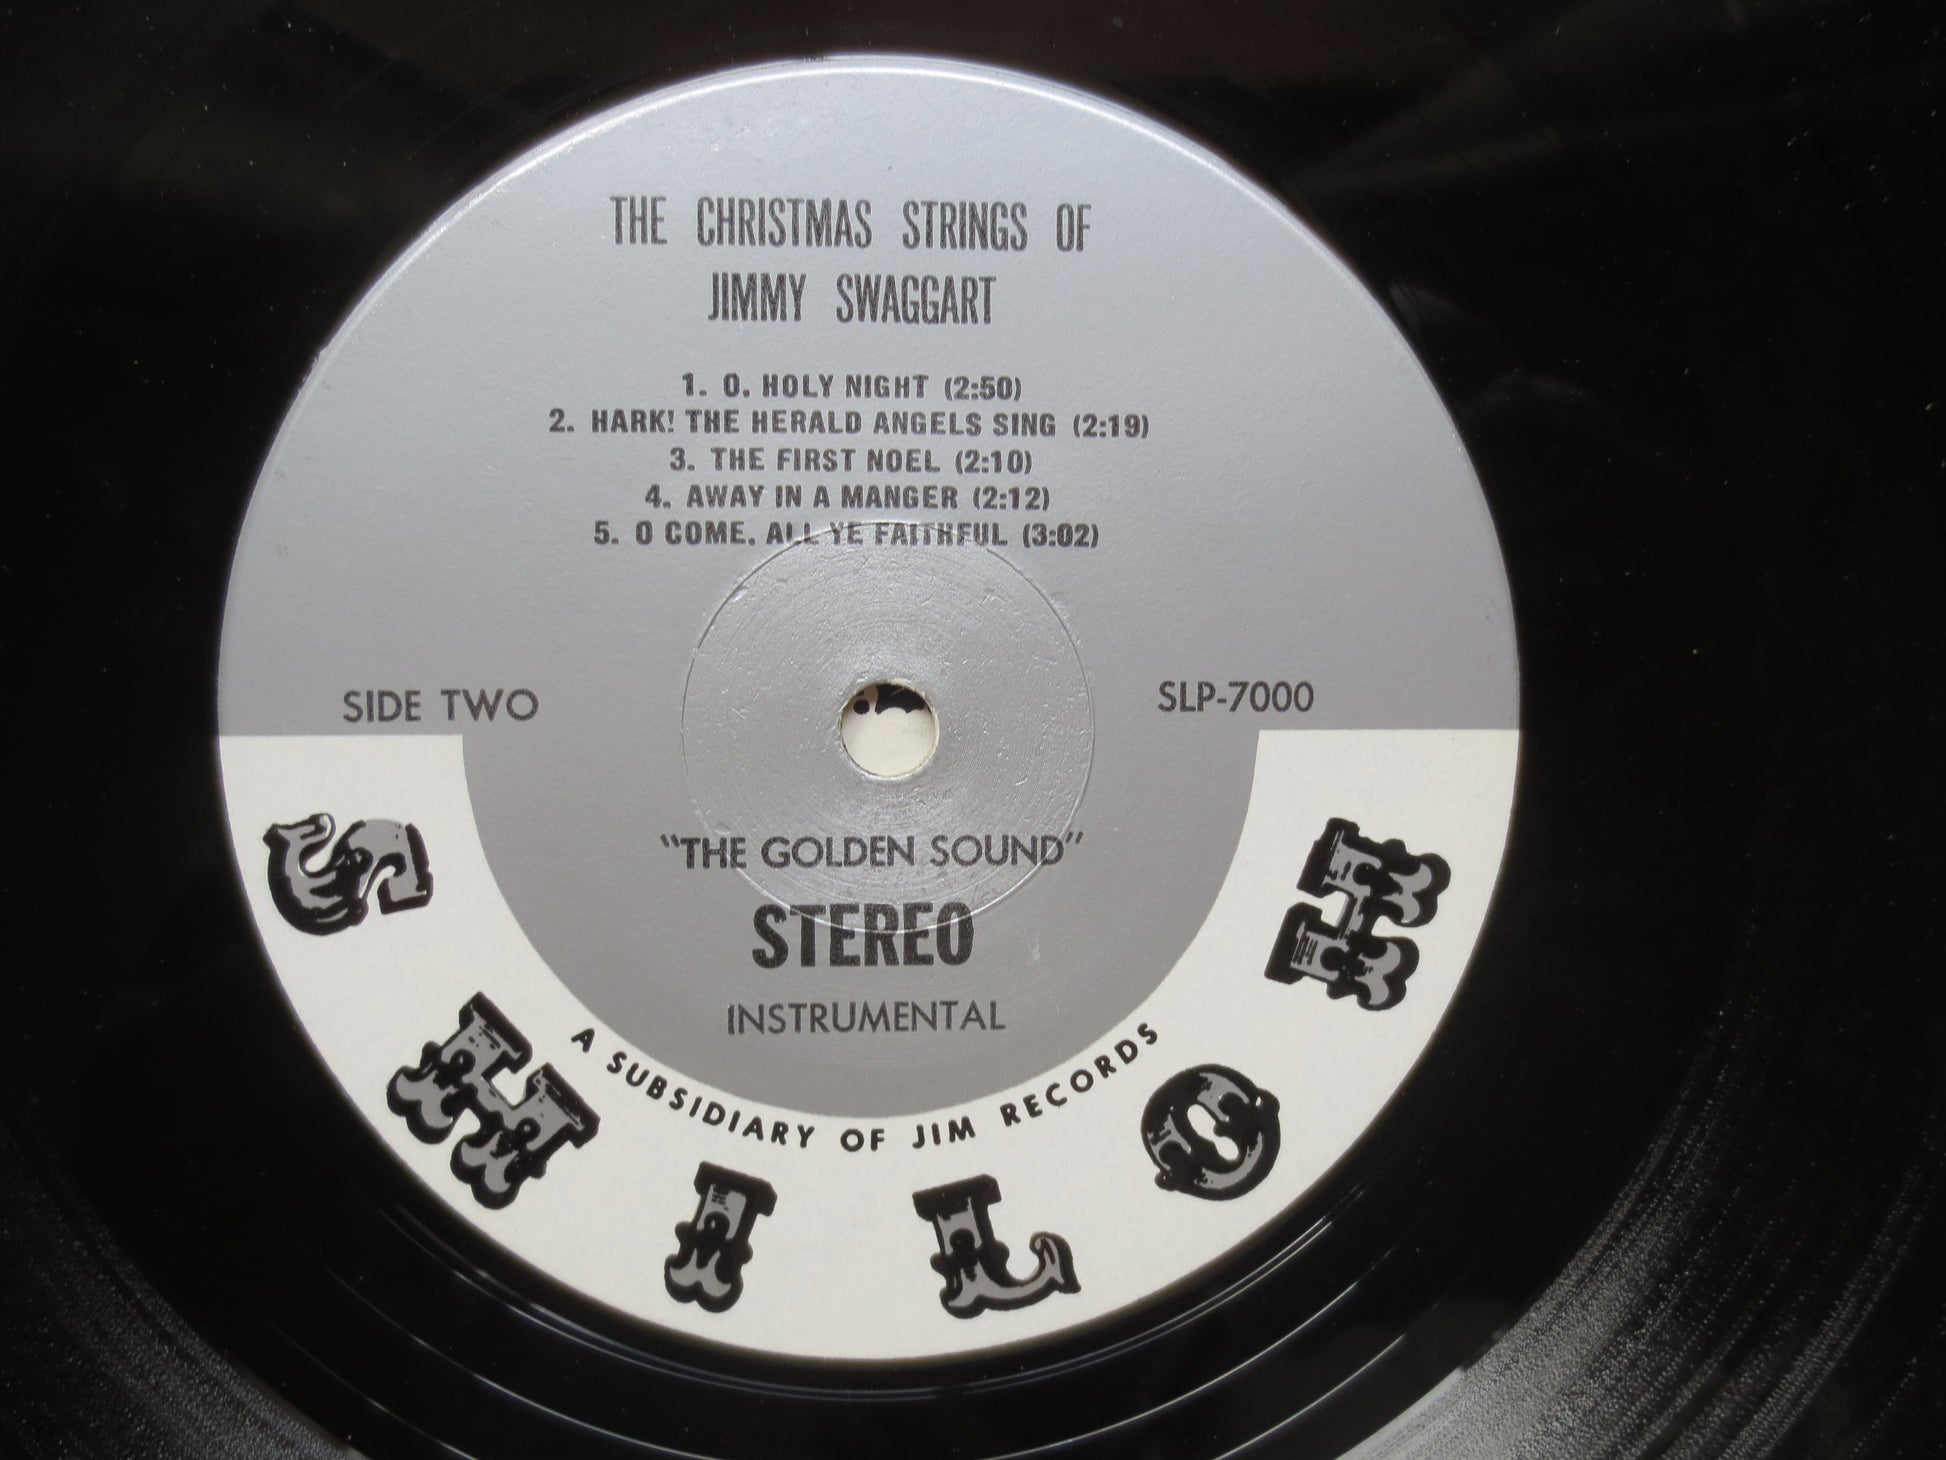 THE CHRISTMAS STRINGS OF
JIMMY SWAGGART
1. O. HOLY NIGHT (2:50)
2. HARK! THE HERALD ANGELS SING (2:19)
3. THE FIRST NOEL (2:10)
4. AWAY IN A MANGER (2:12)
5. O COME. ALL YE FAITHFUL (3:02)
SIDE TWO
SLP-7000
"THE GOLDEN SOUND"
STEREO
INSTRUMENTAL
A SUBSIDIARY OF JIM RECORDS
SHILOH